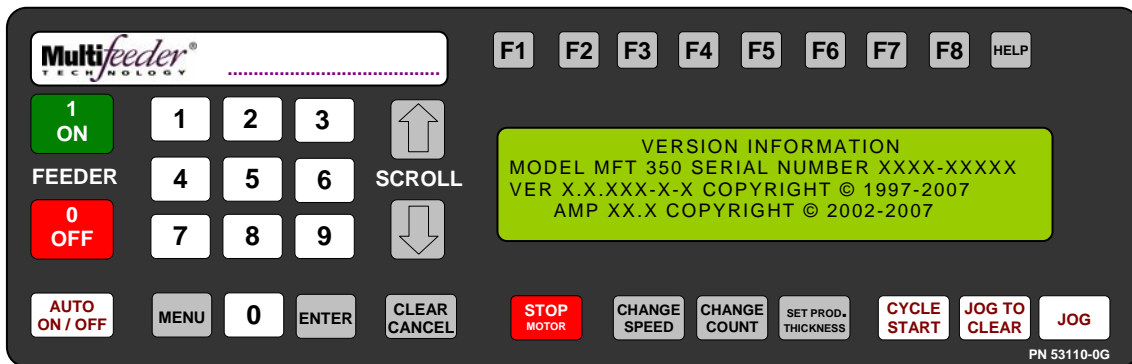 Multifeeder®
TECHNOLOGY
F1 F2 F3 F4 F5 F6 F7 F8 HELP
1
ON
FEEDER
0
OFF
1 2 3
4 5 6
7 8 9
SCROLL
VERSION INFORMATION
MODEL MFT 350 SERIAL NUMBER XXXX-XXXXX
VER X.X.XXX-X-X COPYRIGHT © 1997-2007
AMP XX.X COPYRIGHT © 2002-2007
AUTO
ON / OFF
MENU
0
ENTER
CLEAR
CANCEL
STOP
MOTOR
CHANGE
SPEED
CHANGE
COUNT
SET PROD.
THICKNESS
CYCLE
START
JOG TO
CLEAR
JOG
PN 53110-0G